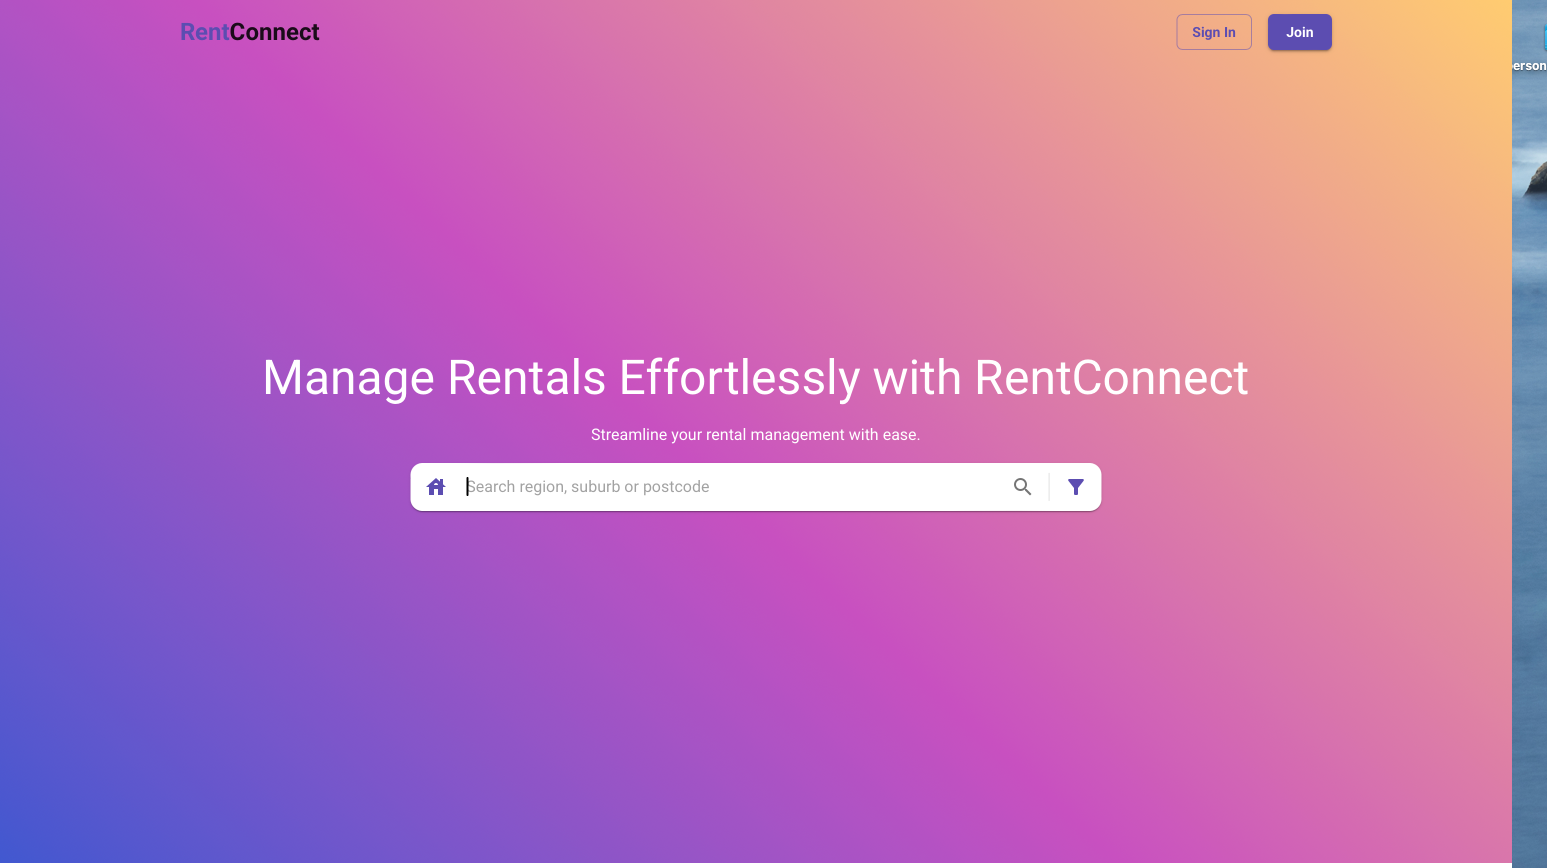 RentConnect
Sign In
Join
Manage Rentals Effortlessly with RentConnect
Streamline your rental management with ease.
Search region, suburb or postcode